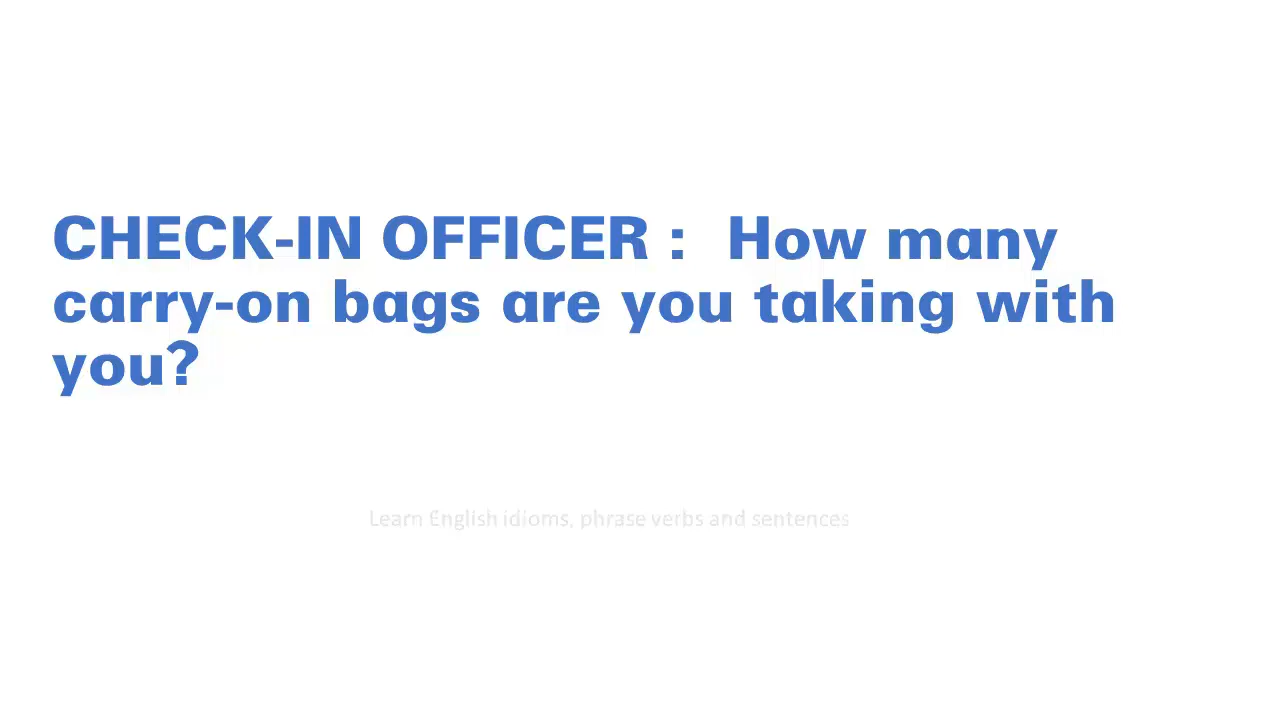 CHECK-IN OFFICER :  How many
carry-on bags are you taking with
you?
Learn English idioms, phrase verbs and sentences